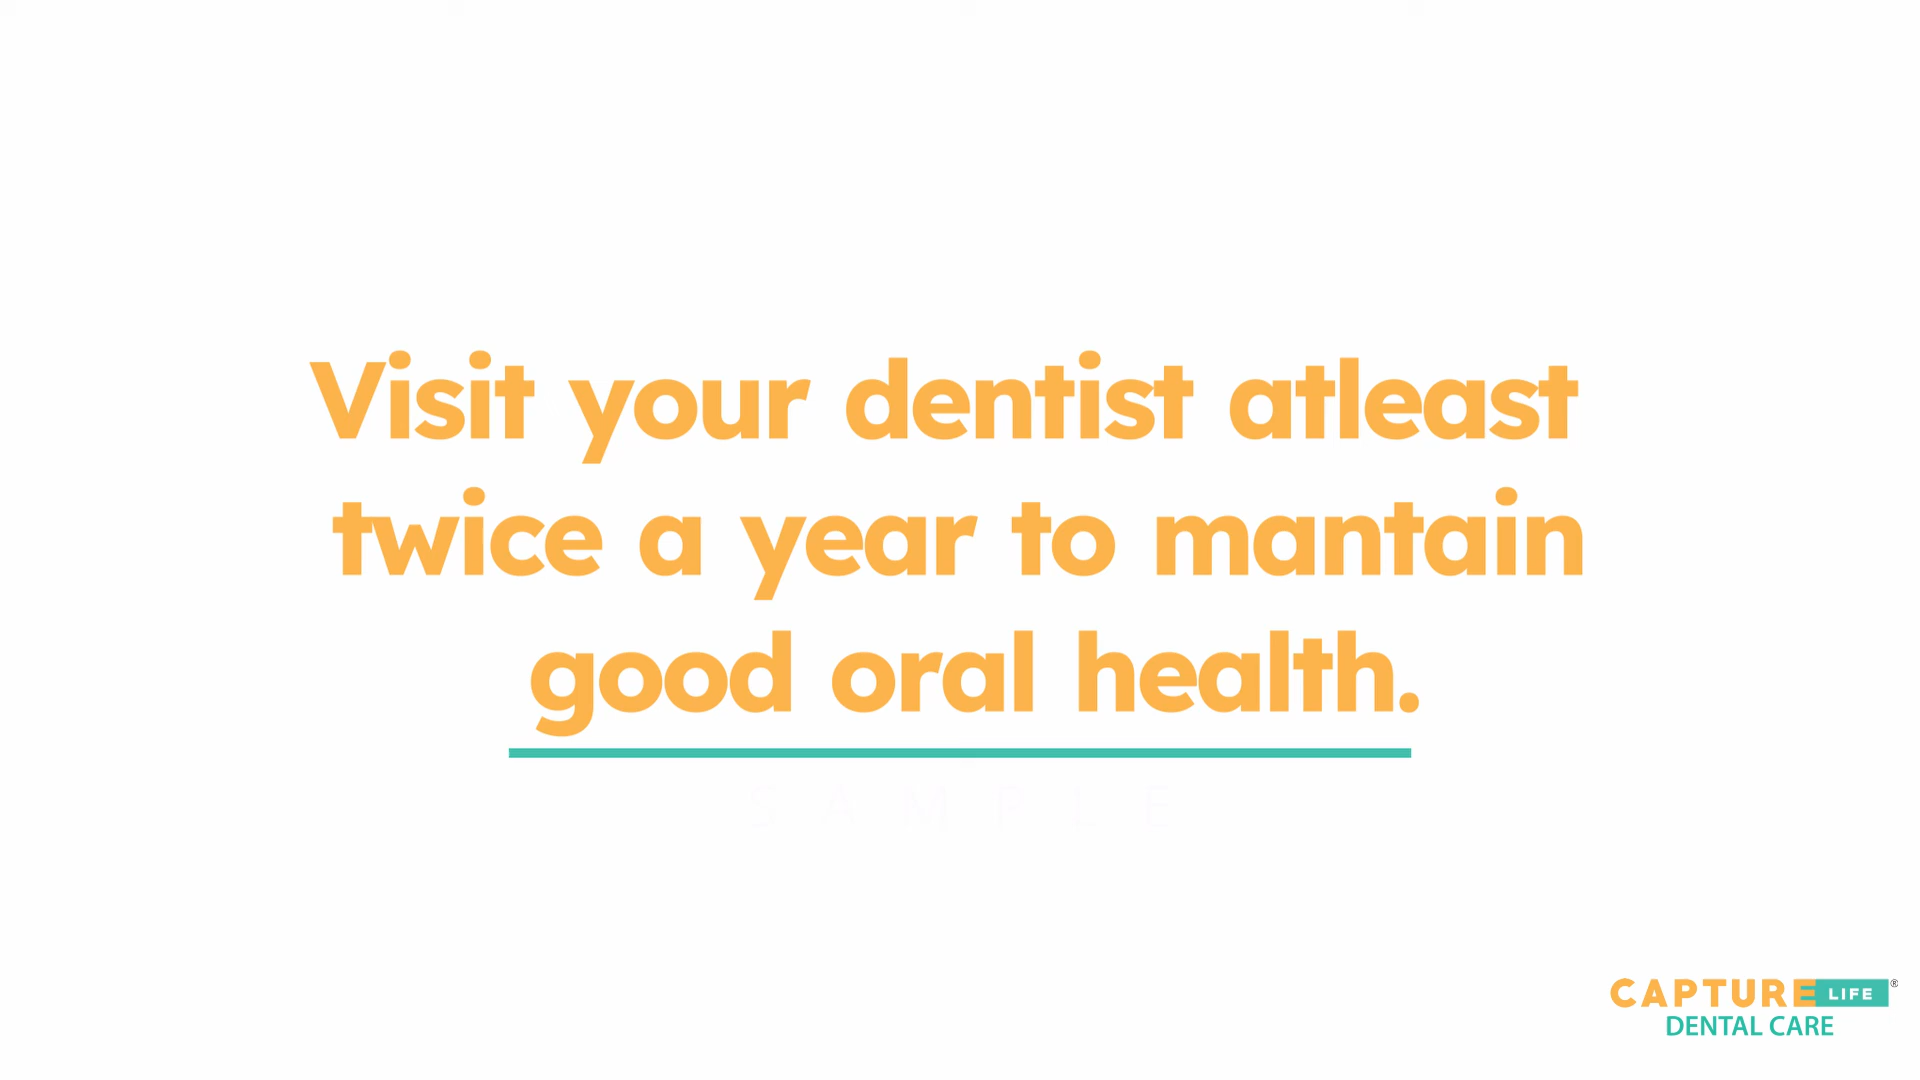 Visit your dentist atleast
twice a year to mantain
good oral health.
SAMPLE
CAPTURE LIFE ®
DENTAL CARE